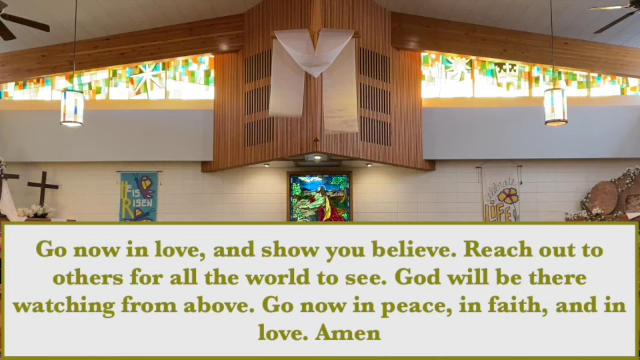 HE
IS
RISEN
LIFE
Go now in love, and show you believe. Reach out to
others for all the world to see. God will be there
watching from above. Go now in peace, in faith, and in
love. Amen